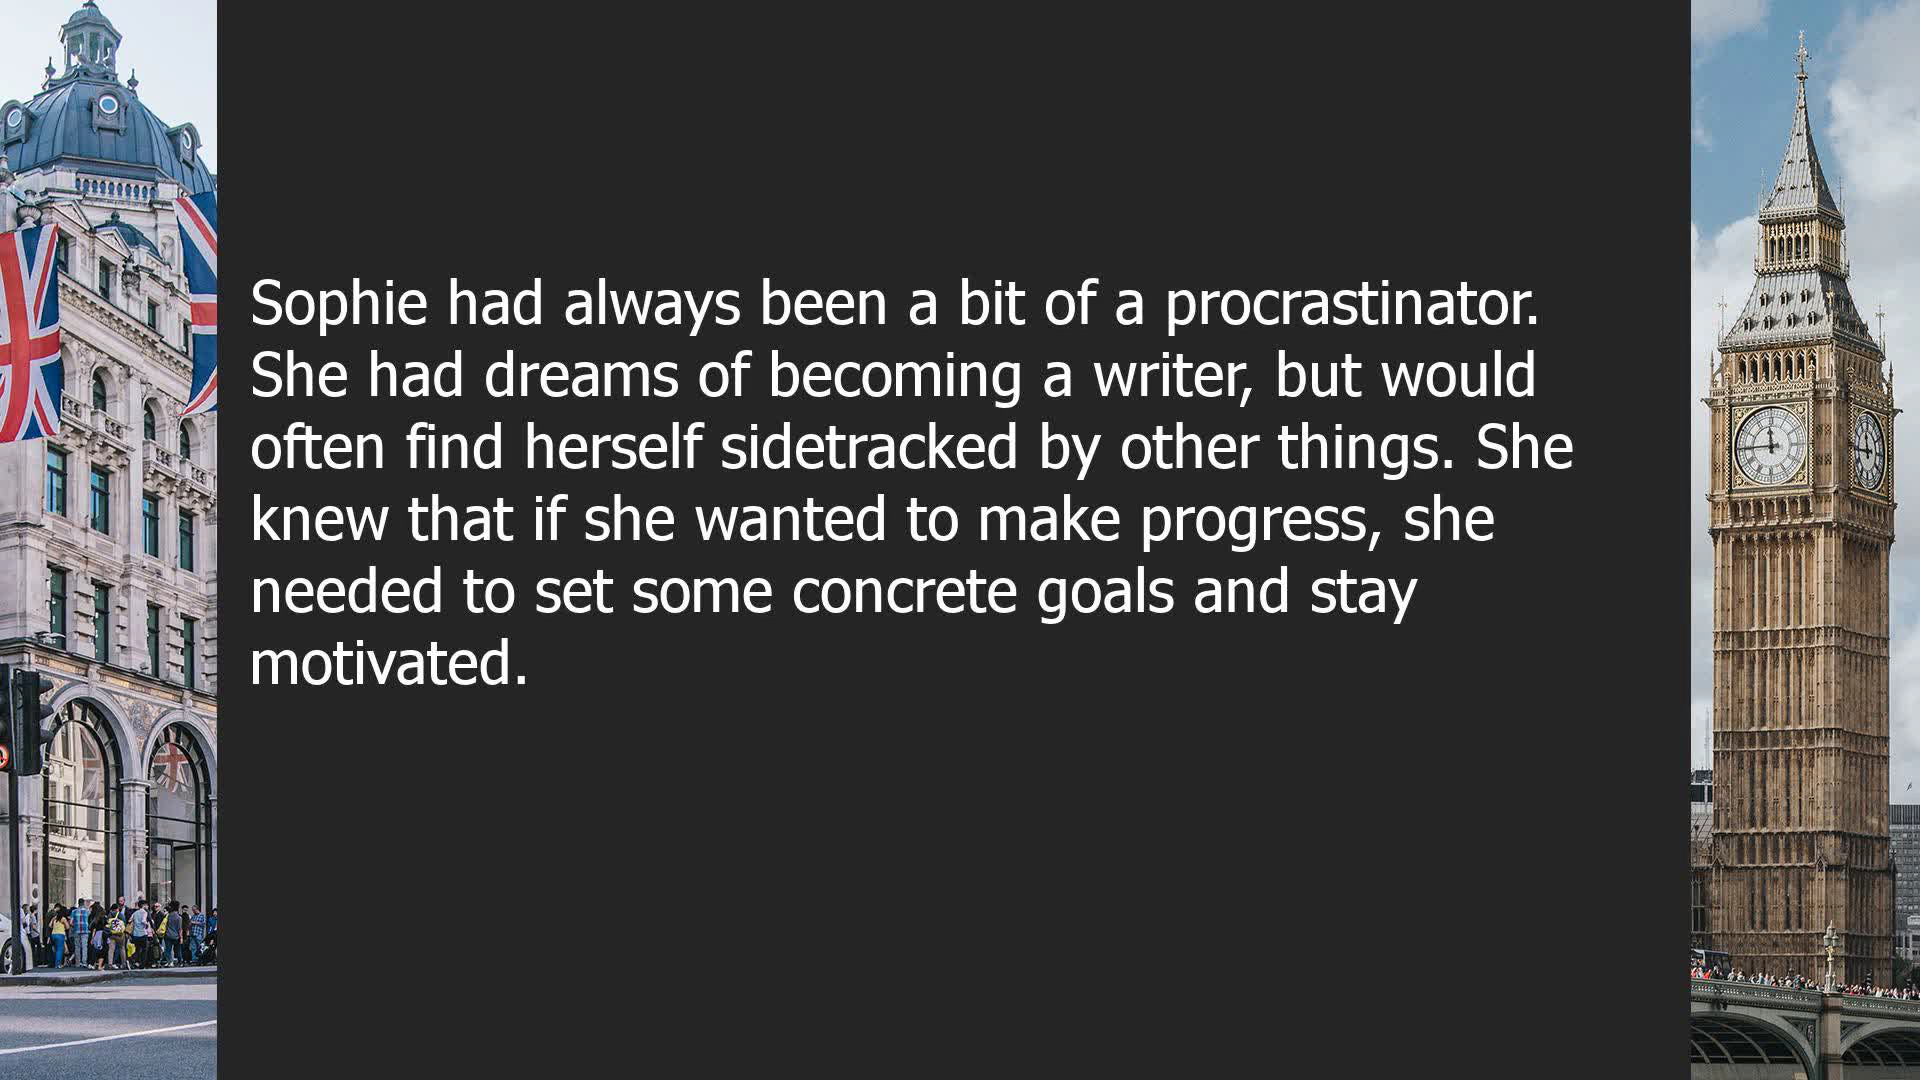 Sophie had always been a bit of a procrastinator.
She had dreams of becoming a writer, but would
often find herself sidetracked by other things. She
knew that if she wanted to make progress, she
needed to set some concrete goals and stay
motivated.